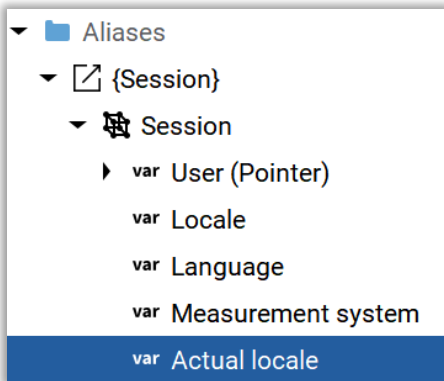 Aliases
{Session}
Session
var User (Pointer)
var Locale
var Language
var Measurement system
var Actual locale